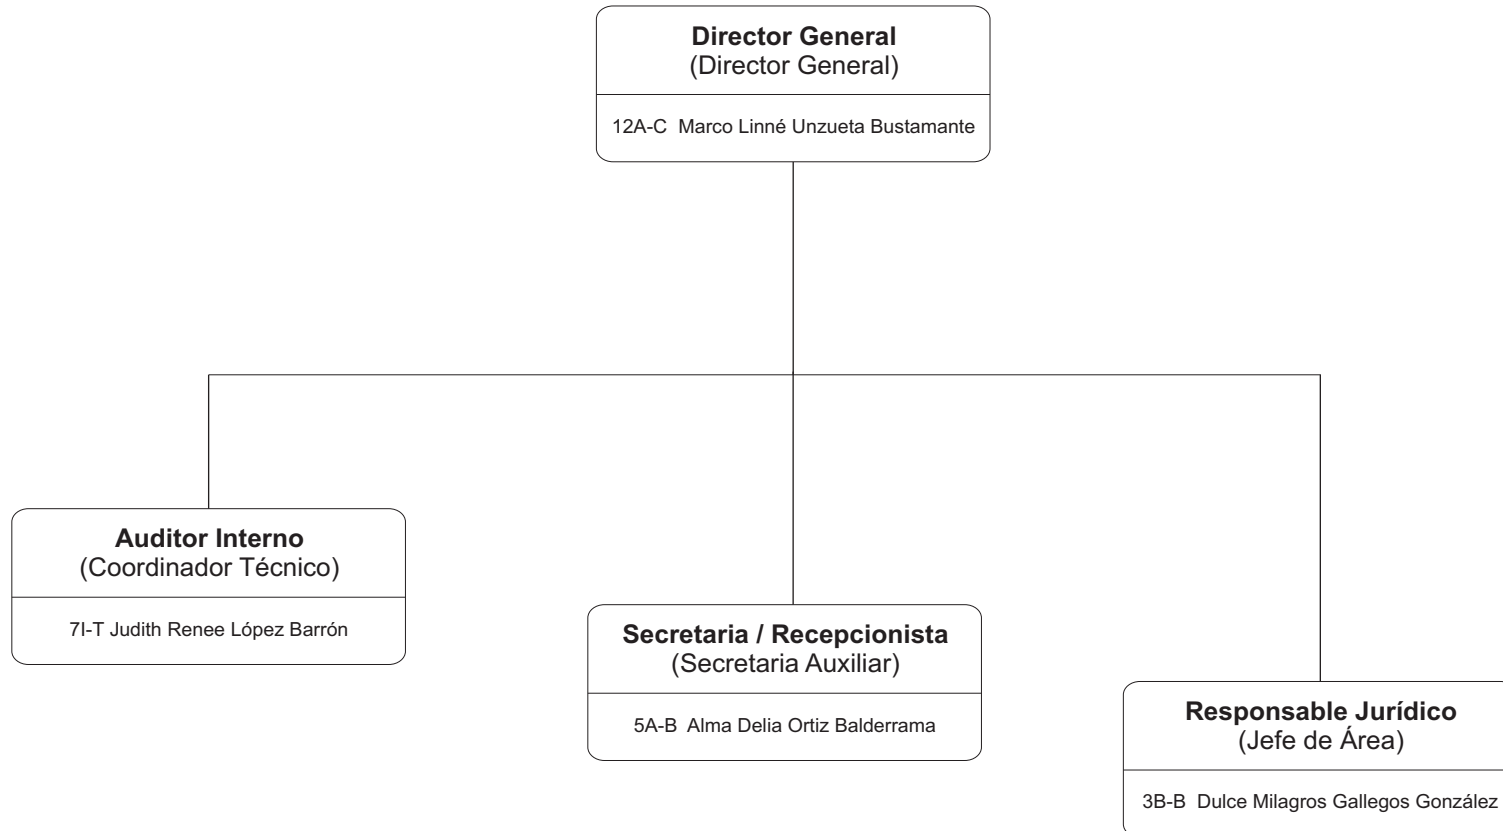 Director General
(Director General)
12A-C Marco Linné Unzueta Bustamante
Auditor Interno
(Coordinador Técnico)
7I-T Judith Renee López Barrón
Secretaria / Recepcionista
(Secretaria Auxiliar)
5A-B Alma Delia Ortiz Balderrama
Responsable Jurídico
(Jefe de Área)
3B-B Dulce Milagros Gallegos González